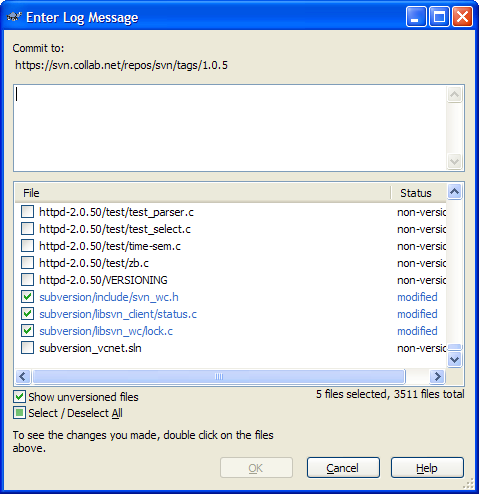 Enter Log Message
Commit to:
https://svn.collab.net/repos/svn/tags/1.0.5
File Status
httpd-2.0.50/test/test_parser.c non-versio
httpd-2.0.50/test/test_select.c non-versio
httpd-2.0.50/test/time-sem.c non-versio
httpd-2.0.50/test/zb.c non-versio
httpd-2.0.50/VERSIONING non-versio
subversion/include/svn_wc.h modified
subversion/libsvn_client/status.c modified
subversion/libsvn_wc/lock.c modified
subversion_vcnet.sln non-versio
Show unversioned files 5 files selected, 3511 files total
Select / Deselect All
To see the changes you made, double click on the files
above.
OK Cancel Help